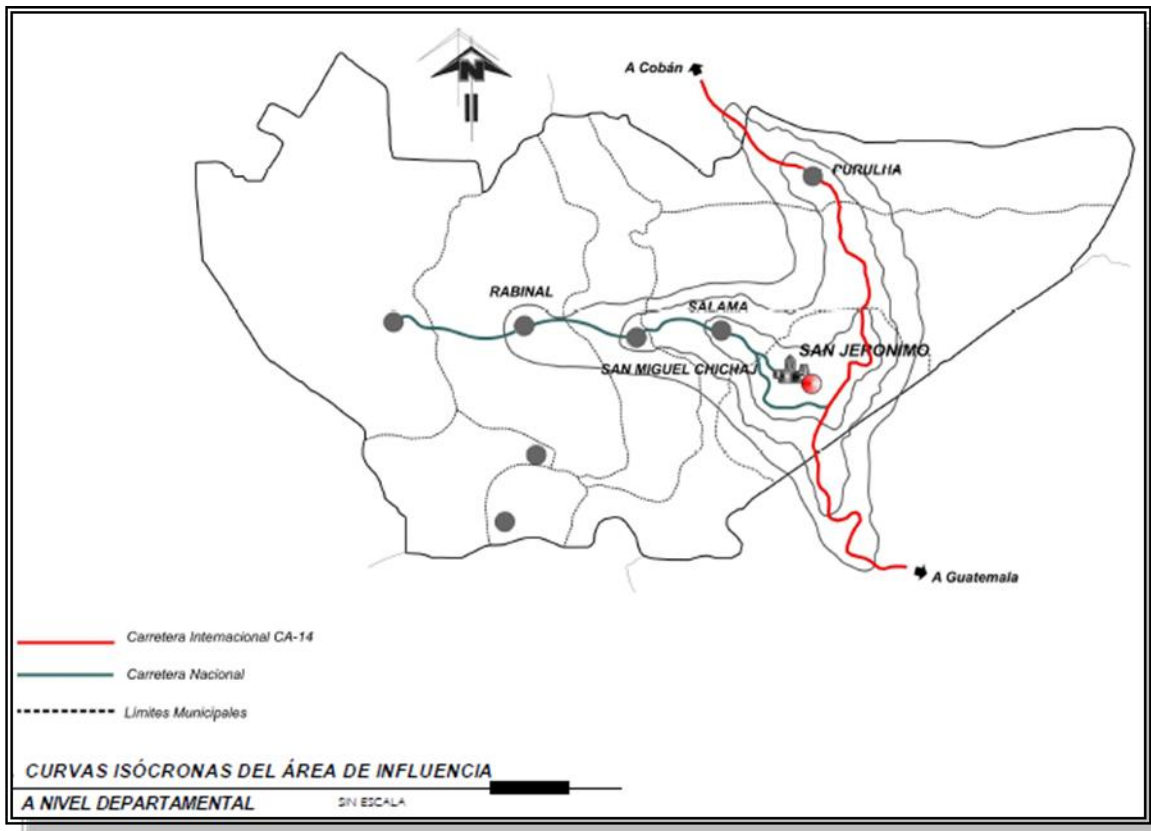 A Cobán
N
PURULHA
RABINAL
SALAMA
SAN JERONIMO
SAN MIGUEL CHICHAJ
A Guatemala
Carretera Internacional CA-14
Carretera Nacional
Límites Municipales
CURVAS ISÓCRONAS DEL ÁREA DE INFLUENCIA
A NIVEL DEPARTAMENTAL
SIN ESCALA